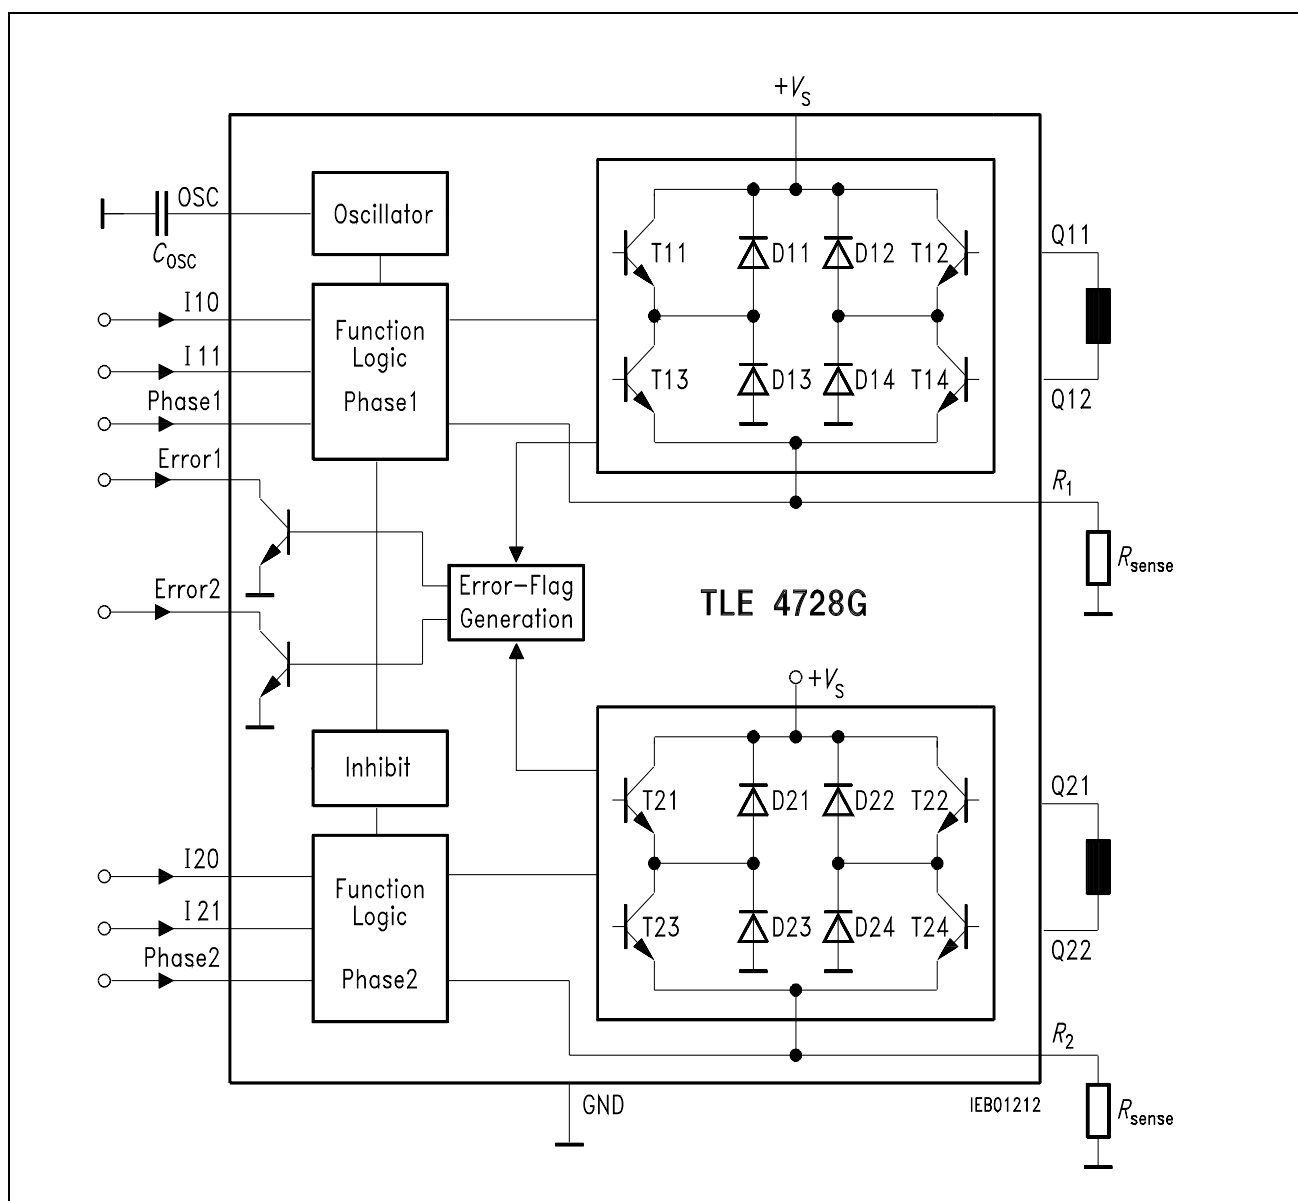 +VS
OSC
COSC
Oscillator
I10
I11
Phase1
Function
Logic
Phase1
T11
D11
D12
T12
T13
D13
D14
T14
Q11
Q12
Error1
Error2
R1
Rsense
Error-Flag
Generation
TLE 4728G
+VS
Inhibit
T21
D21
D22
T22
T23
D23
D24
T24
Q21
Q22
I20
I21
Phase2
Function
Logic
Phase2
R2
Rsense
GND
IEB01212